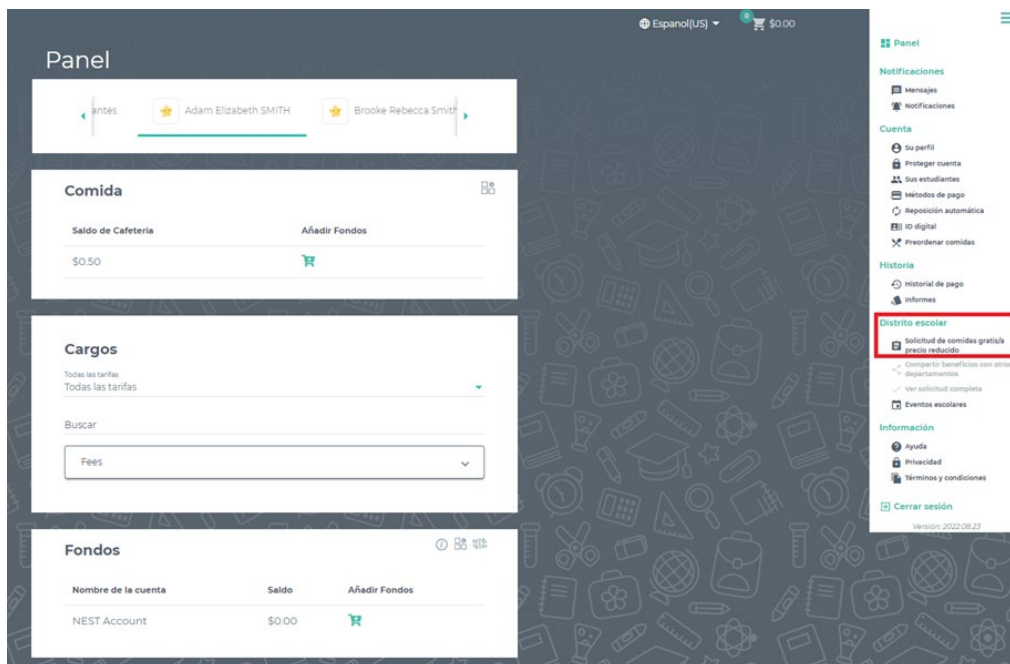 Espanol(US)
0
$0.00
Panel
antes
Adam Elizabeth SMITH
Brooke Rebecca Smith
Comida
Saldo de Cafeteria Añadir Fondos
$0.50
Cargos
Todas las tarifas
Todas las tarifas
Buscar
Fees
Fondos
Nombre de la cuenta Saldo Añadir Fondos
NEST Account $0.00
Panel
Notificaciones
Mensajes
Notificaciones
Cuenta
Su perfil
Proteger cuenta
Sus estudiantes
Métodos de pago
Reposición automática
ID digital
Preordenar comidas
Historia
Historial de pago
Informes
Distrito escolar
Solicitud de comidas gratis/a
precio reducido
Compartir beneficios con otros
departamentos
Ver solicitud completa
Eventos escolares
Información
Ayuda
Privacidad
Términos y condiciones
Cerrar sesión
Version: 2022.08.23